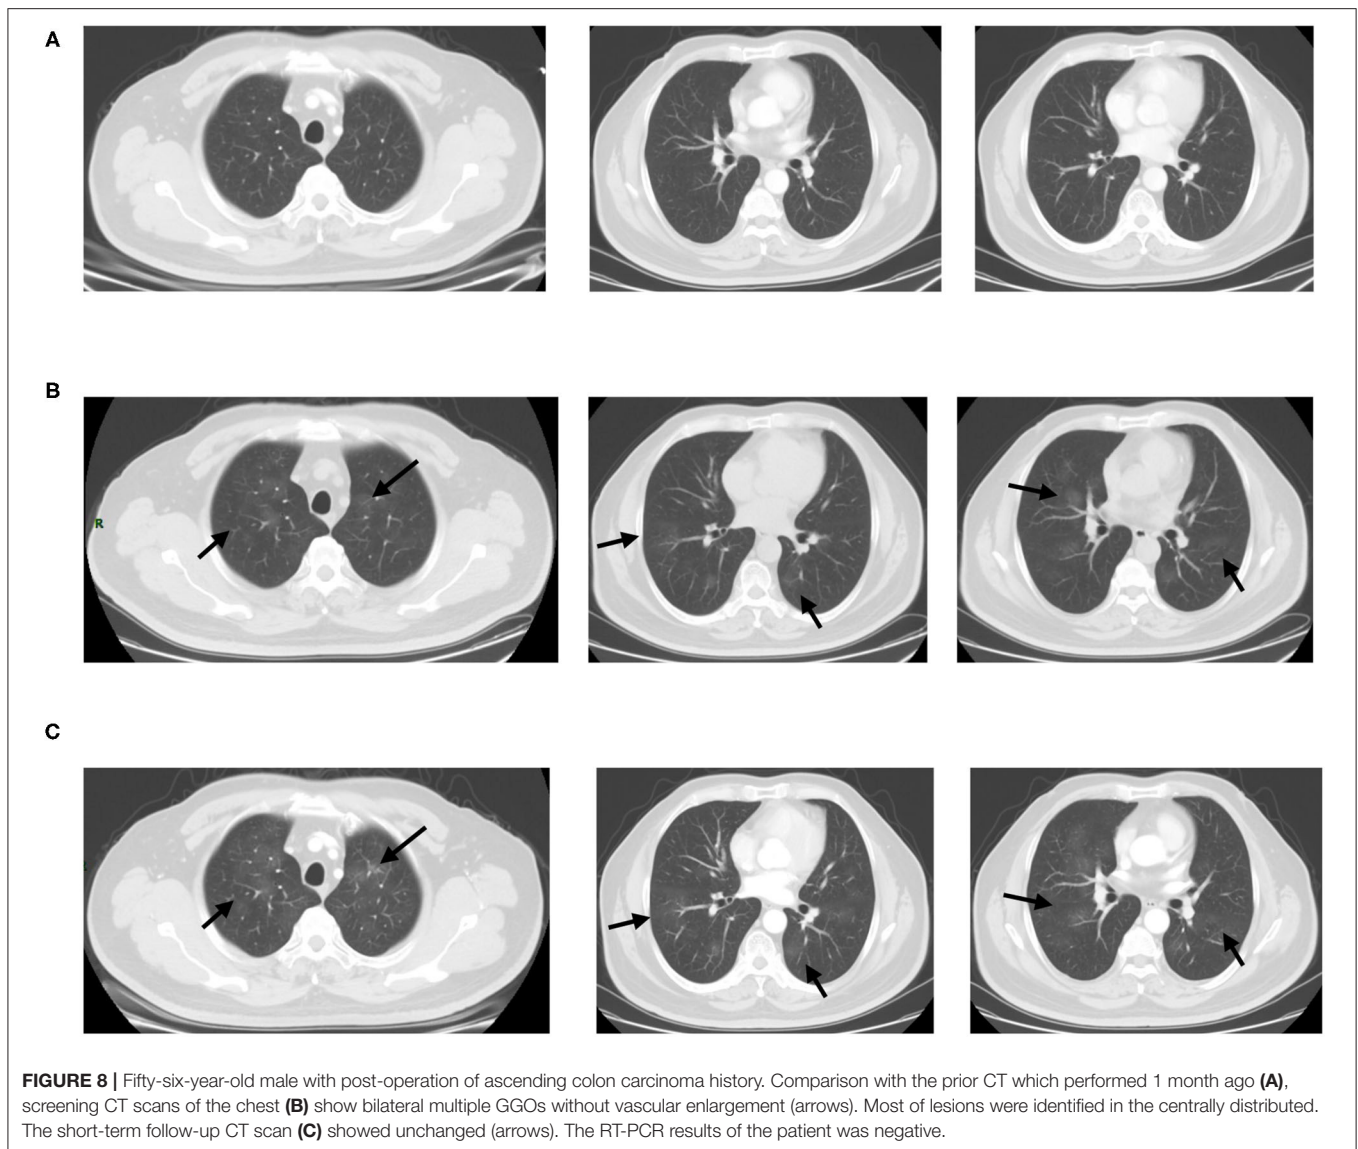 A
B
R
C
FIGURE 8 | Fifty-six-year-old male with post-operation of ascending colon carcinoma history. Comparison with the prior CT which performed 1 month ago (A),
screening CT scans of the chest (B) show bilateral multiple GGOs without vascular enlargement (arrows). Most of lesions were identified in the centrally distributed.
The short-term follow-up CT scan (C) showed unchanged (arrows). The RT-PCR results of the patient was negative.